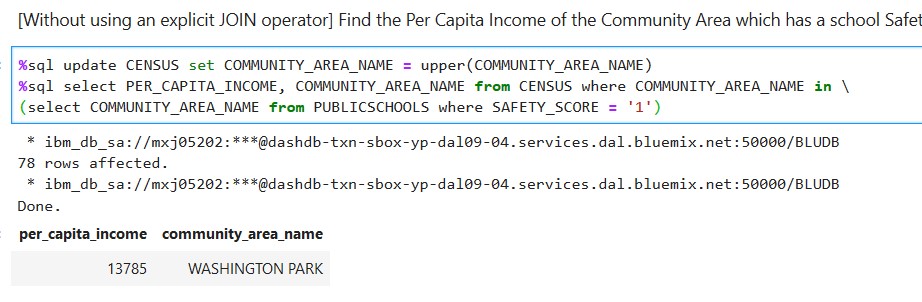 [Without using an explicit JOIN operator] Find the Per Capita Income of the Community Area which has a school
%sql update CENSUS set COMMUNITY_AREA_NAME = upper(COMMUNITY_AREA_NAME)
%sql select PER_CAPITA_INCOME, COMMUNITY_AREA_NAME from CENSUS where COMMUNITY_AREA_NAME in \
(select COMMUNITY_AREA_NAME from PUBLICSCHOOLS where SAFETY_SCORE = '1')
* ibm_db_sa://mxj05202:***@dashdb-txn-sbox-yp-dal09-04.services.dal.bluemix.net:50000/BLUDB
78 rows affected.
* ibm_db_sa://mxj05202:***@dashdb-txn-sbox-yp-dal09-04.services.dal.bluemix.net:50000/BLUDB
Done.
per_capita_income community_area_name
13785 WASHINGTON PARK